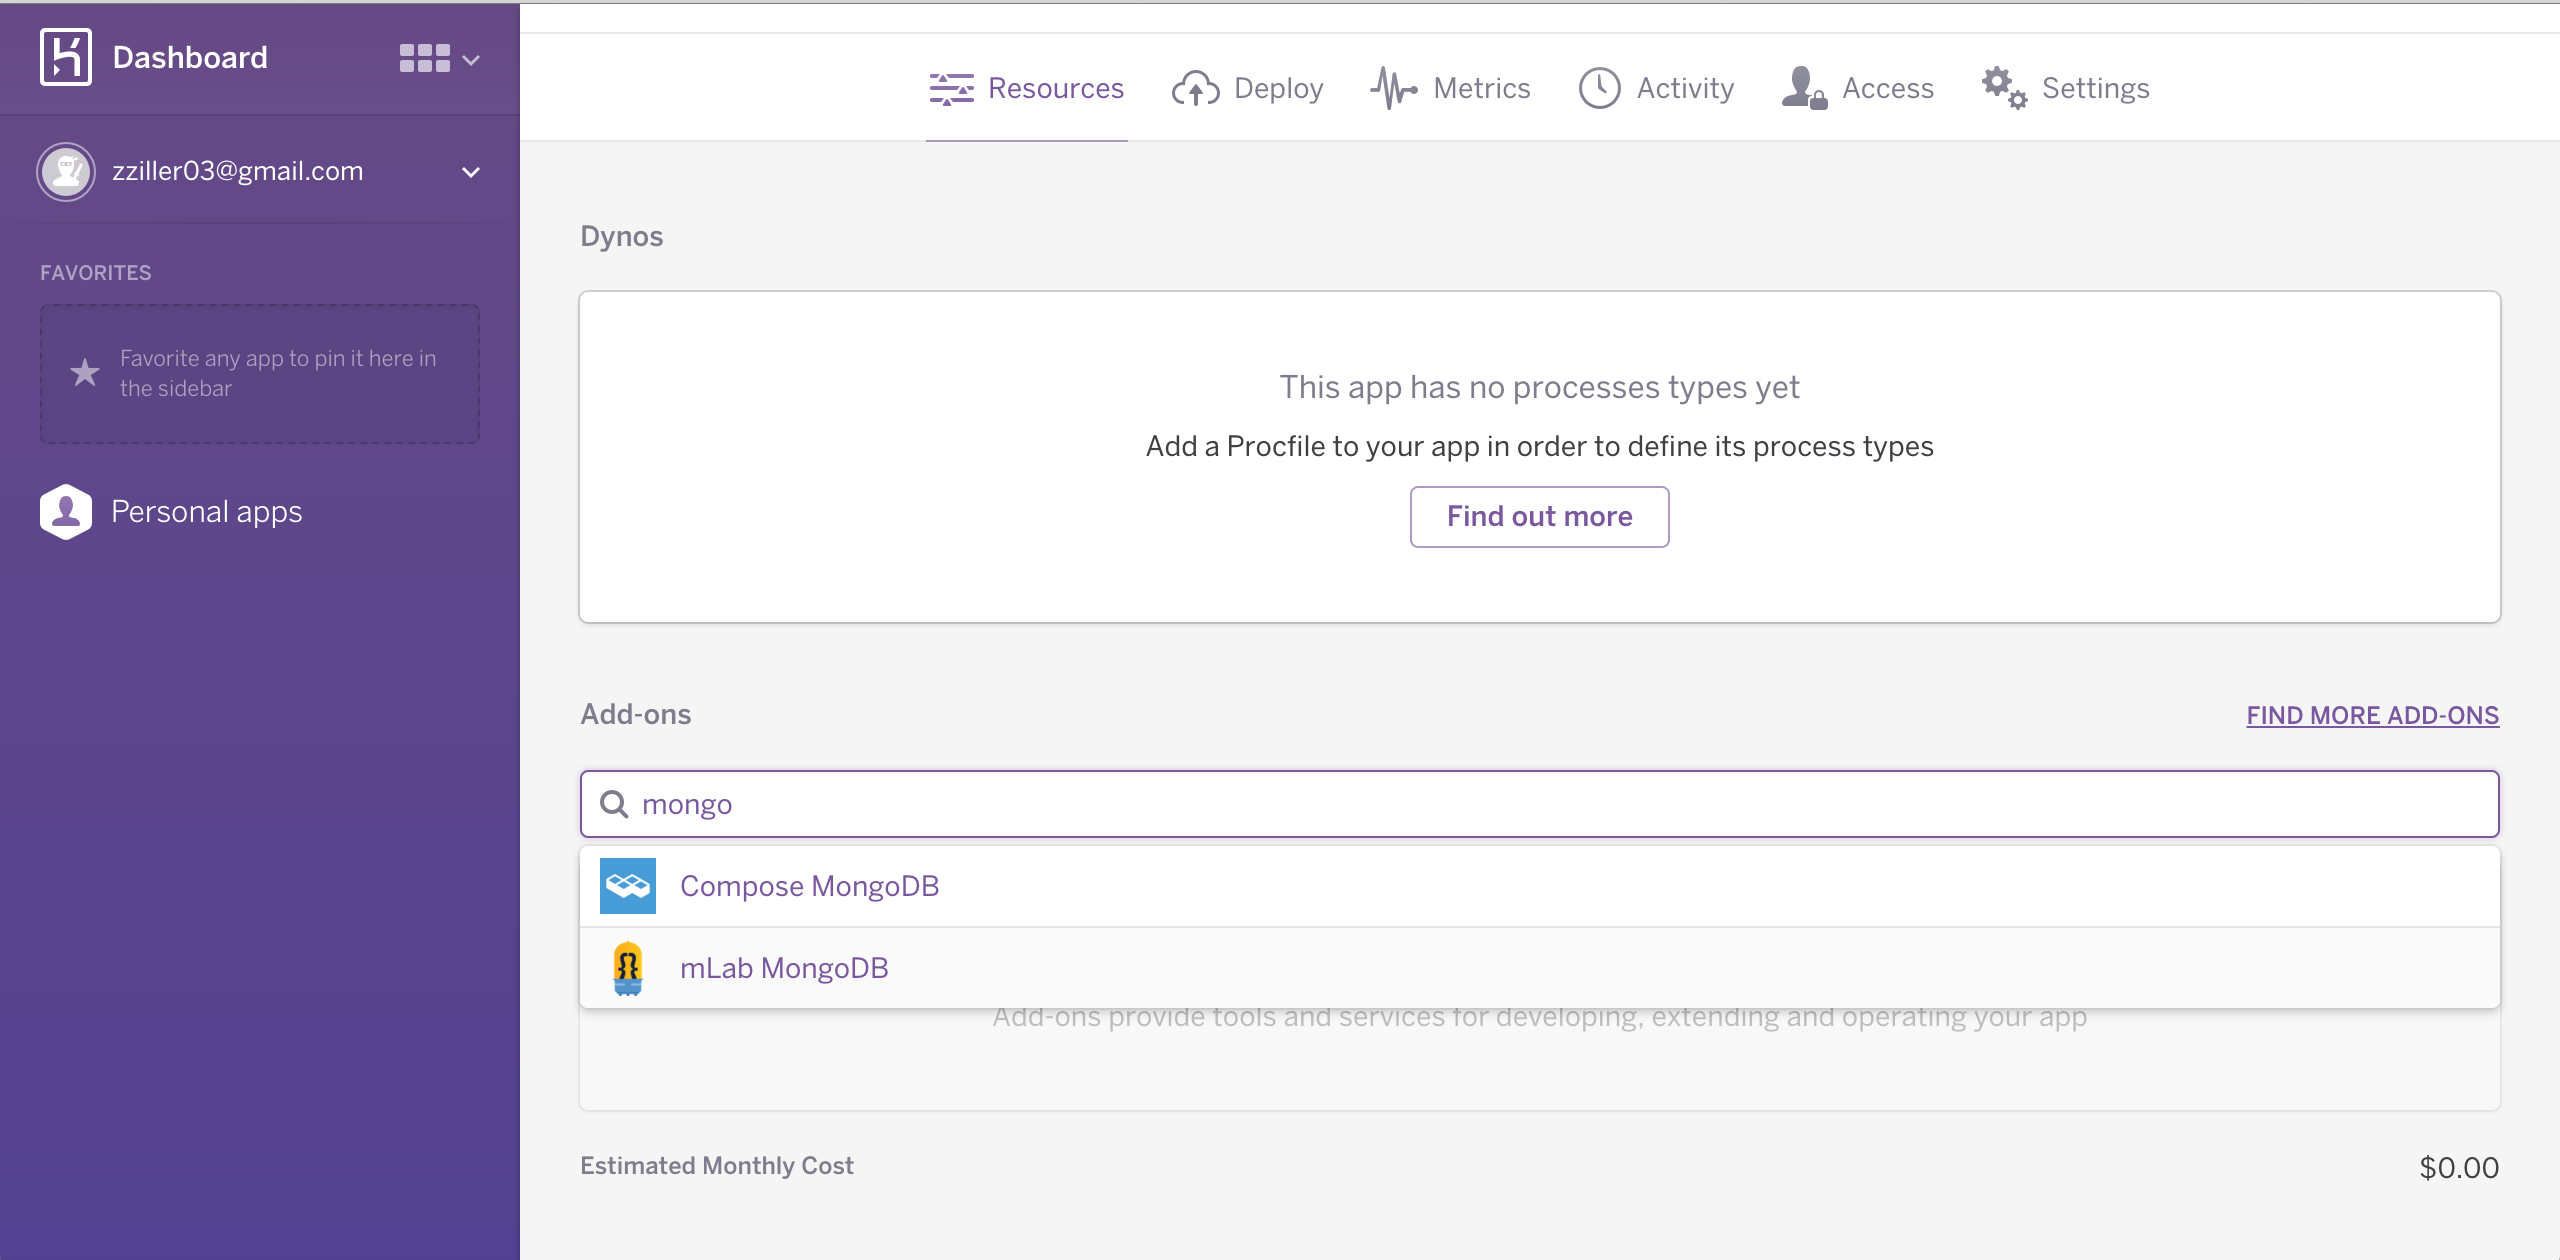 Dashboard
zziller03@gmail.com
FAVORITES
Favorite any app to pin it here in
the sidebar
Personal apps
Resources
Deploy
Metrics
Activity
Access
Settings
Dynos
This app has no processes types yet
Add a Procfile to your app in order to define its process types
Find out more
Add-ons
FIND MORE ADD-ONS
mongo
Compose MongoDB
mLab MongoDB
Add-ons provide tools and services for developing, extending and operating your app
Estimated Monthly Cost
$0.00